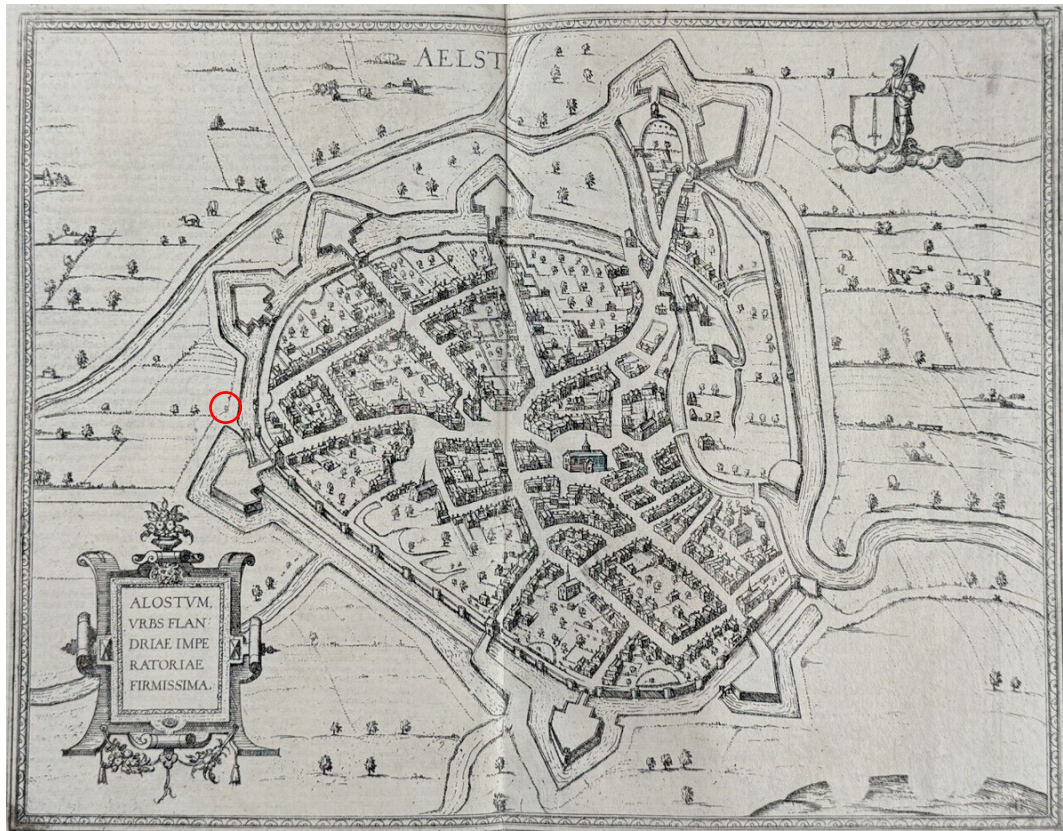 AELST
ALOSTVM,
VRBS FLAN
DRIAE IMPE
RATORIAE
FIRMISSIMA.